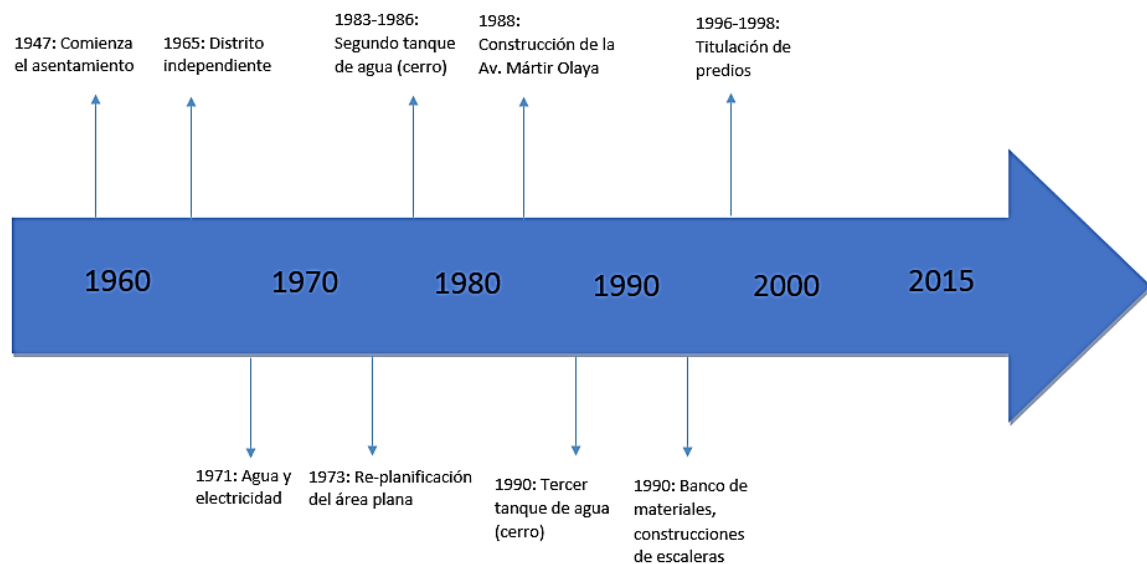 1947: Comienza
el asentamiento
1965: Distrito
independiente
1983-1986:
Segundo tanque
de agua (cerro)
1988:
Construcción de la
Av. Mártir Olaya
1996-1998:
Titulación de
predios
1960
1970
1980
1990
2000
2015
1971: Agua y
electricidad
1973: Re-planificación
del área plana
1990: Tercer
tanque de agua
(cerro)
1990: Banco de
materiales,
construcciones
de escaleras